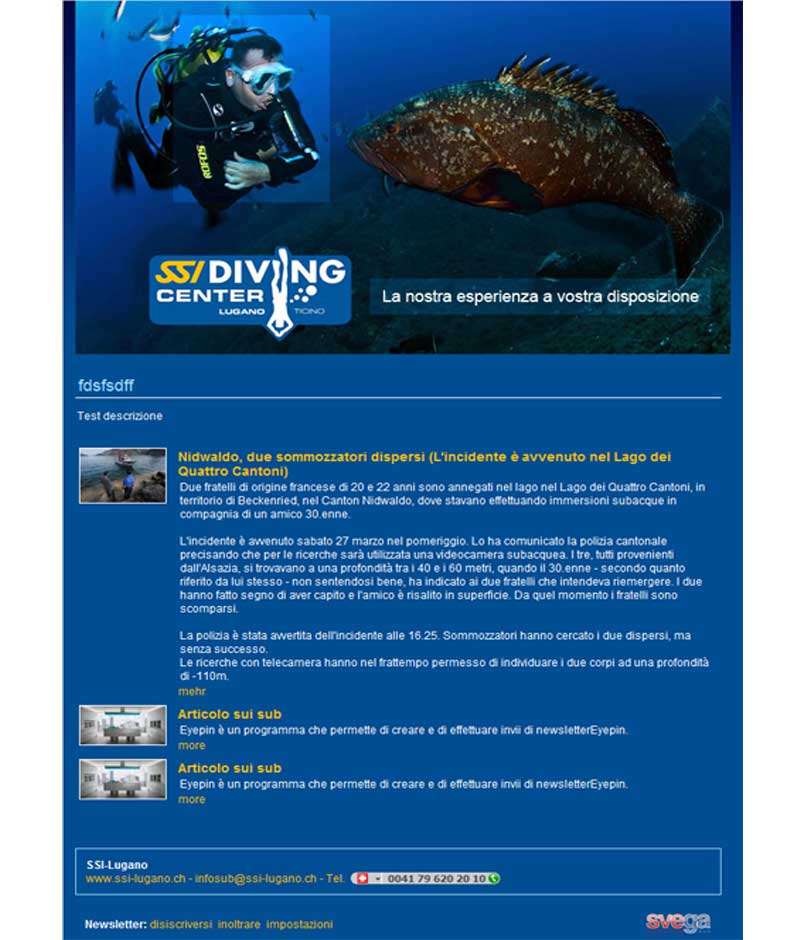 ROFOS
SSI DIVING
CENTER
LUGANO TICINO
La nostra esperienza a vostra disposizione
fdsfsdff
Test descrizione
Nidwaldo, due sommozzatori dispersi (L'incidente è avvenuto nel Lago dei
Quattro Cantoni)
Due fratelli di origine francese di 20 e 22 anni sono annegati nel lago nel Lago dei Quattro Cantoni, in
territorio di Beckenried, nel Canton Nidwaldo, dove stavano effettuando immersioni subacque in
compagnia di un amico 30.enne.
L'incidente è avvenuto sabato 27 marzo nel pomeriggio. Lo ha comunicato la polizia cantonale
precisando che per le ricerche sarà utilizzata una videocamera subacquea. I tre, tutti provenienti
dall'Alsazia, si trovavano a una profondità tra i 40 e i 60 metri, quando il 30.enne - secondo quanto
riferito da lui stesso - non sentendosi bene, ha indicato ai due fratelli che intendeva riemergere. I due
hanno fatto segno di aver capito e l'amico è risalito in superficie. Da quel momento i fratelli sono
scomparsi.
La polizia è stata avvertita dell'incidente alle 16.25. Sommozzatori hanno cercato i due dispersi, ma
senza successo.
Le ricerche con telecamera hanno nel frattempo permesso di individuare i due corpi ad una profondità
di -110m.
mehr
Articolo sui sub
Eyepin è un programma che permette di creare e di effettuare invii di newsletterEyepin.
more
Articolo sui sub
Eyepin è un programma che permette di creare e di effettuare invii di newsletterEyepin.
more
SSI-Lugano
www.ssi-lugano.ch - infosub@ssi-lugano.ch - Tel. 0041 79 620 20 10
Newsletter: disiscriversi inoltrare impostazioni
svega